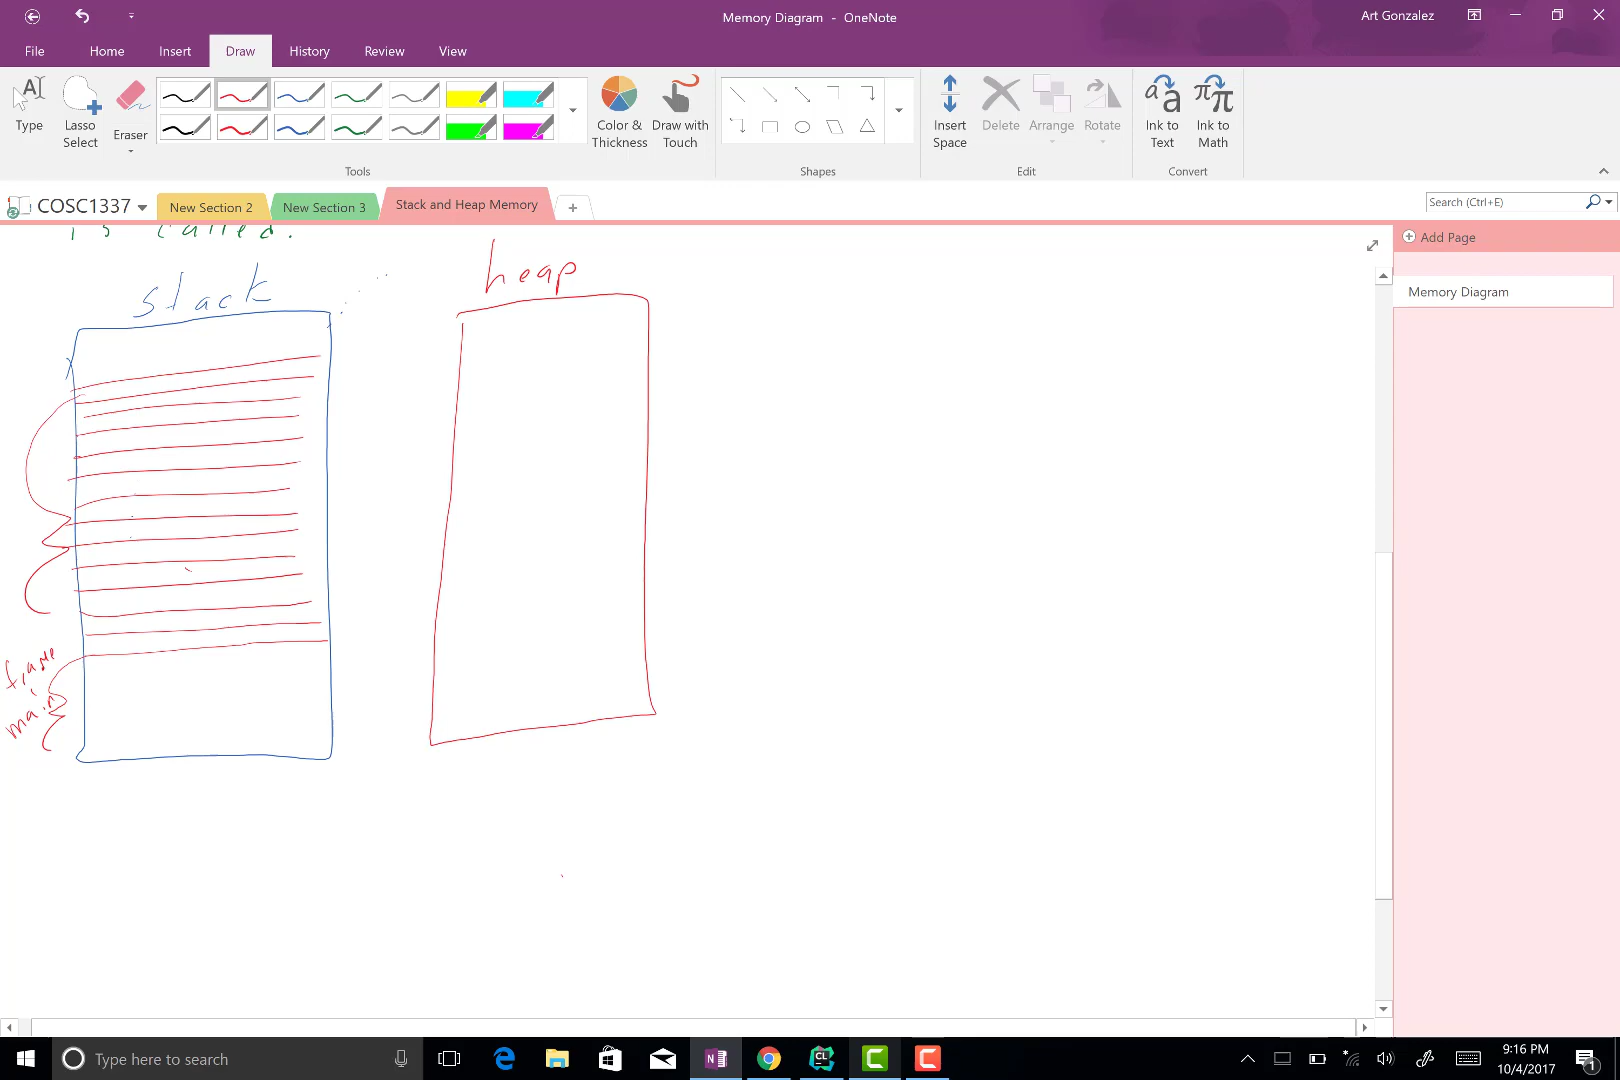 Memory Diagram - OneNote
Art Gonzalez
File Home Insert Draw History Review View
Type
Lasso Select
Eraser
Color & Thickness
Draw with Touch
Insert Space
Delete
Arrange
Rotate
Ink to Text
Ink to Math
Tools
Shapes
Edit
Convert
COSC1337
New Section 2
New Section 3
Stack and Heap Memory
Search (Ctrl+E)
Add Page
Memory Diagram
is called.
stack
heap
frame
main
Type here to search
9:16 PM
10/4/2017